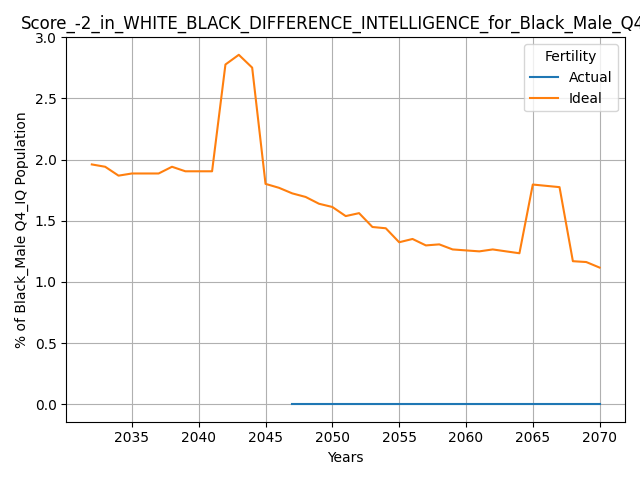 Score_-2_in_WHITE_BLACK_DIFFERENCE_INTELLIGENCE_for_Black_Male_Q4
Fertility
Actual
Ideal
3.0
2.5
2.0
1.5
1.0
0.5
0.0
% of Black_Male Q4_IQ Population
2035 2040 2045 2050 2055 2060 2065 2070
Years